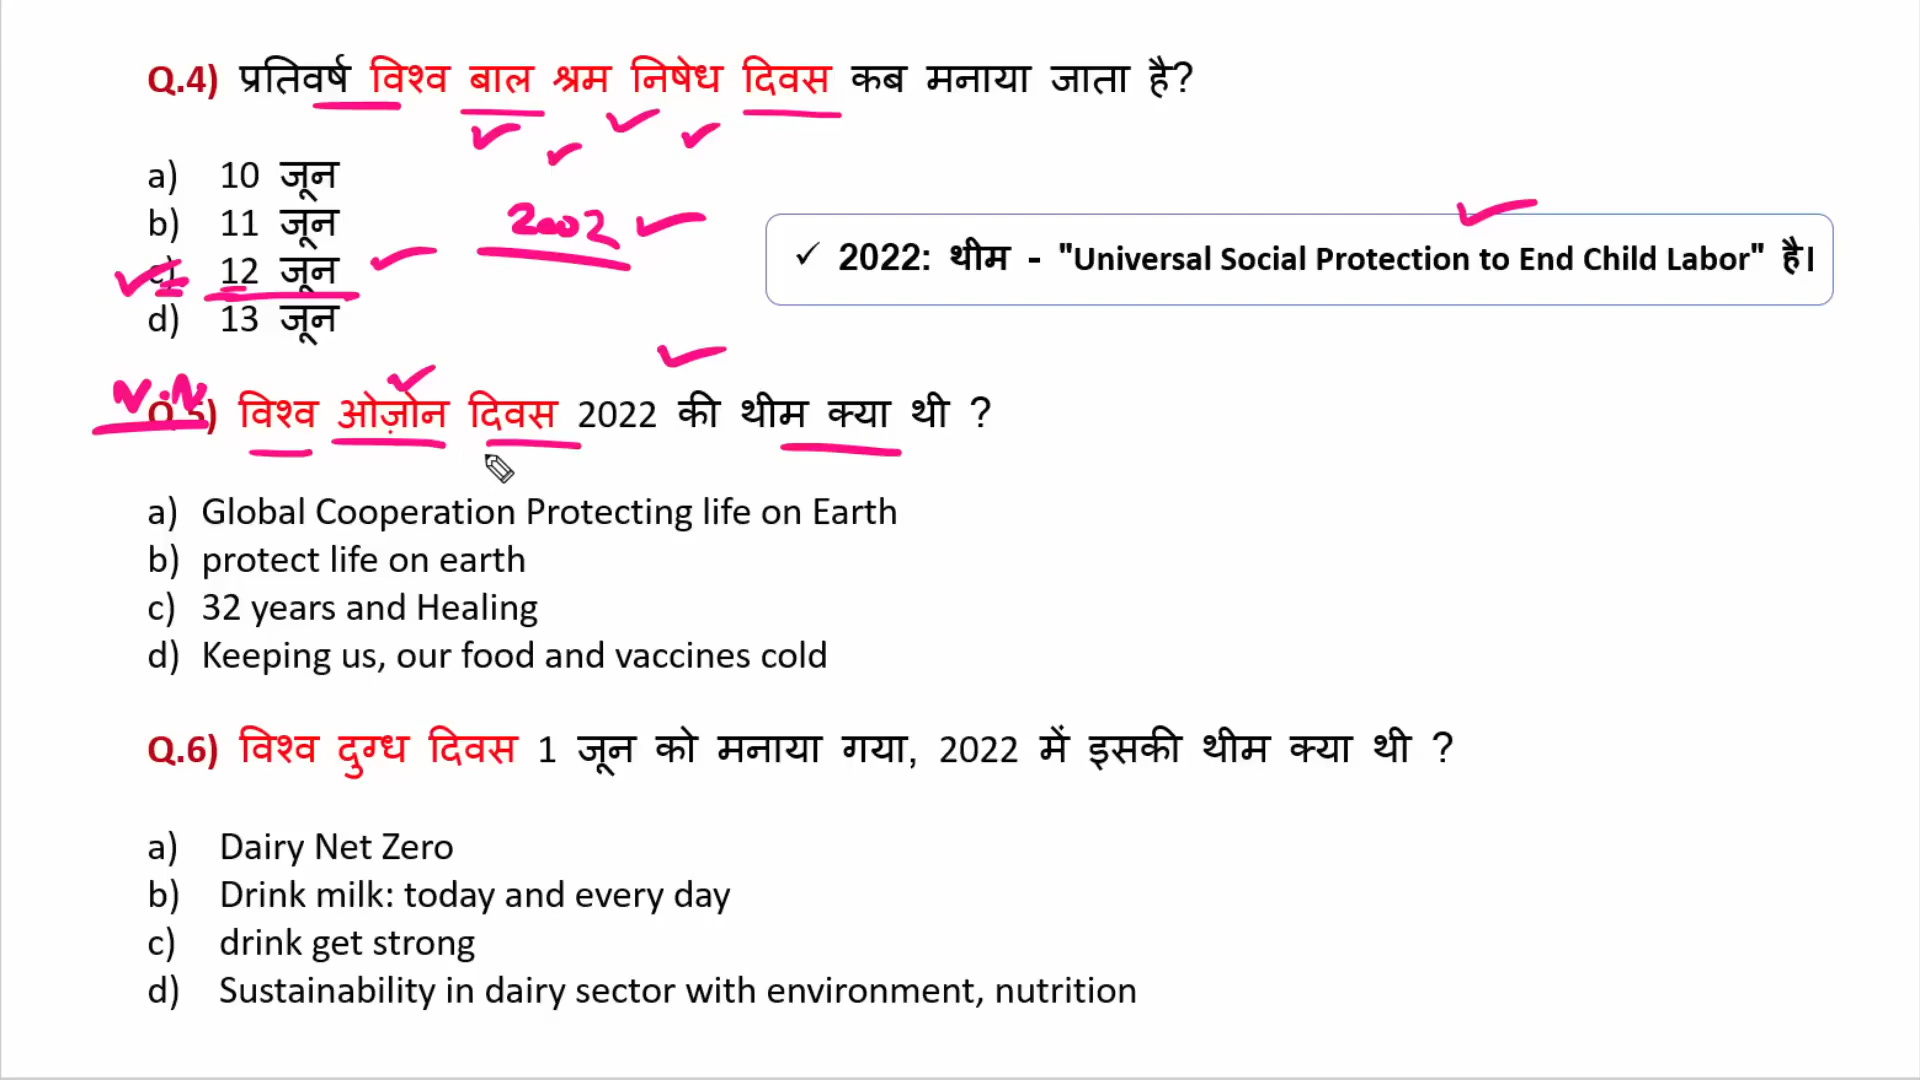 Q.4) प्रतिवर्ष विश्व बाल श्रम निषेध दिवस कब मनाया जाता है?
a) 10 जून
b) 11 जून
2002
c) 12 जून
✓ 2022: थीम - "Universal Social Protection to End Child Labor" है।
d) 13 जून
Q.5) विश्व ओज़ोन दिवस 2022 की थीम क्या थी ?
a) Global Cooperation Protecting life on Earth
b) protect life on earth
c) 32 years and Healing
d) Keeping us, our food and vaccines cold
Q.6) विश्व दुग्ध दिवस 1 जून को मनाया गया, 2022 में इसकी थीम क्या थी ?
a) Dairy Net Zero
b) Drink milk: today and every day
c) drink get strong
d) Sustainability in dairy sector with environment, nutrition